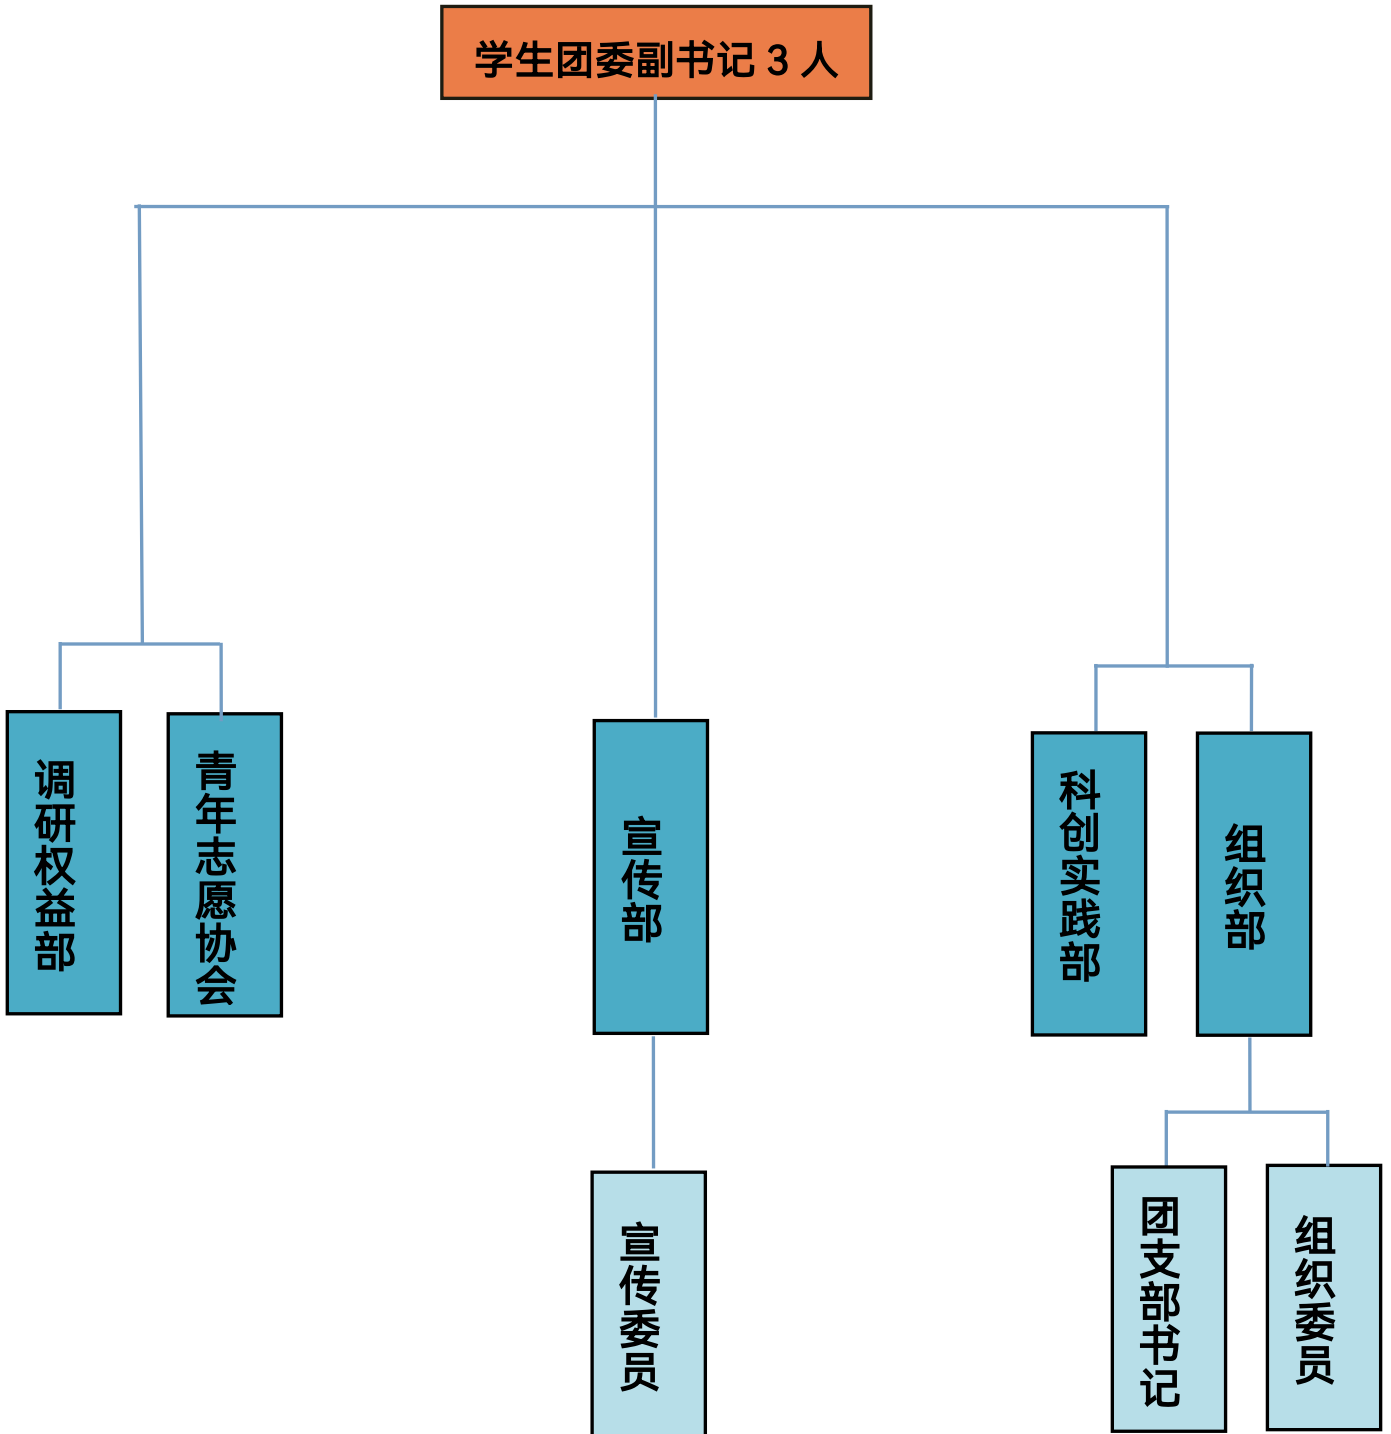 学生团委副书记 3 人
调研权益部
青年志愿协会
宣传部
科创实践部
组织部
宣传委员
团支部书记
组织委员